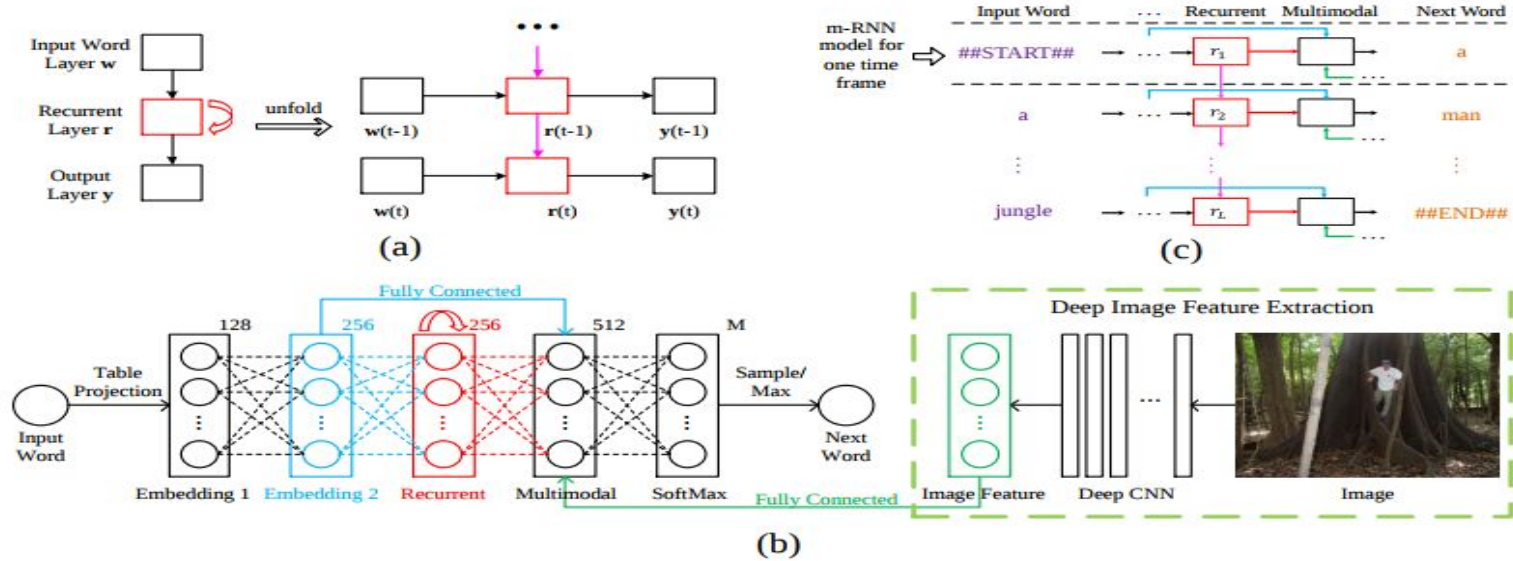 Input Word
Layer w
Recurrent
Layer r
Output
Layer y
unfold
...
w(t-1)
r(t-1)
y(t-1)
w(t)
r(t)
y(t)
(a)
m-RNN
model for
one time
frame
Input Word ... Recurrent Multimodal Next Word
##START## ... r1 ... a
a ... r2 ... man
⋮ ⋮ ⋮
jungle ... rL ... ##END##
(c)
Fully Connected
128 256 256 512 M
Table
Projection
Input
Word
Embedding 1 Embedding 2 Recurrent Multimodal SoftMax
Sample/
Max
Next
Word
Fully Connected
Deep Image Feature Extraction
...
Image Feature Deep CNN Image
(b)